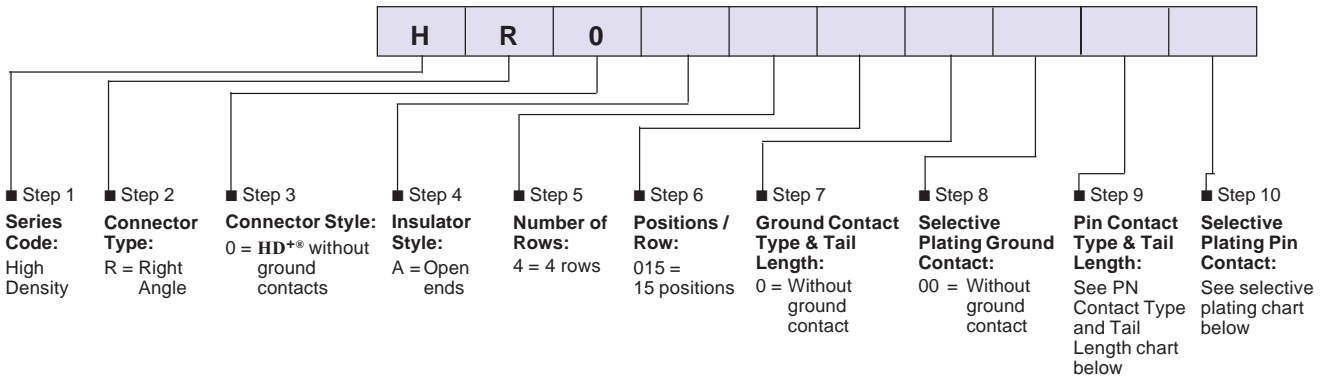 H R 0
■ Step 1
Series
Code:
High
Density
■ Step 2
Connector
Type:
R = Right
Angle
■ Step 3
Connector Style:
0 = HD+® without
ground
contacts
■ Step 4
Insulator
Style:
A = Open
ends
■ Step 5
Number of
Rows:
4 = 4 rows
■ Step 6
Positions /
Row:
015 =
15 positions
■ Step 7
Ground Contact
Type & Tail
Length:
0 = Without
ground
contact
■ Step 8
Selective
Plating Ground
Contact:
00 = Without
ground
contact
■ Step 9
Pin Contact
Type & Tail
Length:
See PN
Contact Type
and Tail
Length chart
below
■ Step 10
Selective
Plating Pin
Contact:
See selective
plating chart
below